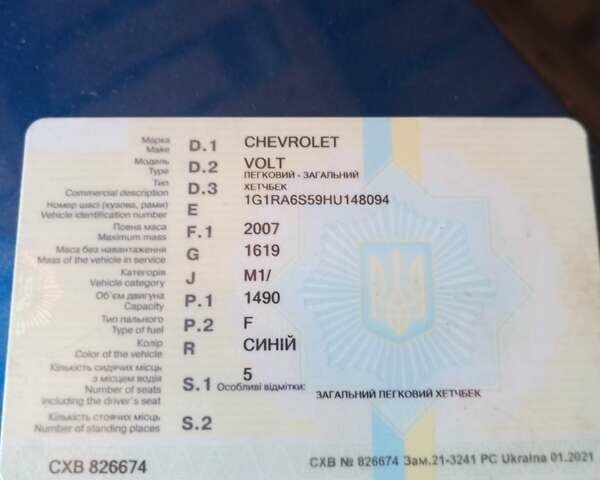 Марка D.1 CHEVROLET
Make
Модель D.2 VOLT
Type ЛЕГКОВИЙ - ЗАГАЛЬНИЙ
Тип D.3 ХЕТЧБЕК
Commercial description
Номер шасі (кузова, рами) E 1G1RA6S59HU148094
Vehicle identification number
Повна маса F.1 2007
Maximum mass
Маса без навантаження G 1619
Mass of the vehicle in service
Категорія J M1/
Vehicle category
Об'єм двигуна P.1 1490
Capacity
Тип пального P.2 F
Type of fuel
Колір R СИНІЙ
Color of the vehicle
Кількість сидячих місць 5
з місцем водія S.1 Особливі відмітки:
Number of seats ЗАГАЛЬНИЙ ЛЕГКОВИЙ ХЕТЧБЕК
including the driver's seat
Кількість стоячих місць S.2
Number of standing places
СХВ 826674
СХВ № 826674 Зам.21-3241 PC Ukraina 01.2021